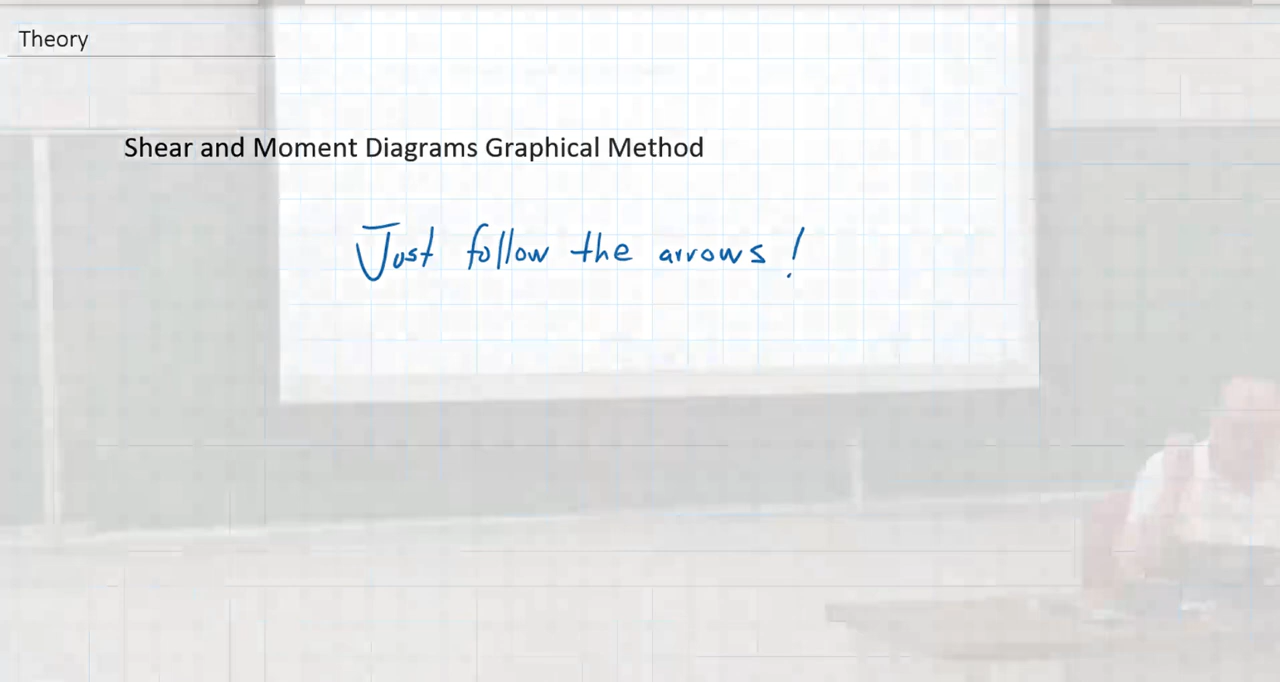 Theory
Shear and Moment Diagrams Graphical Method
Just follow the arrows!